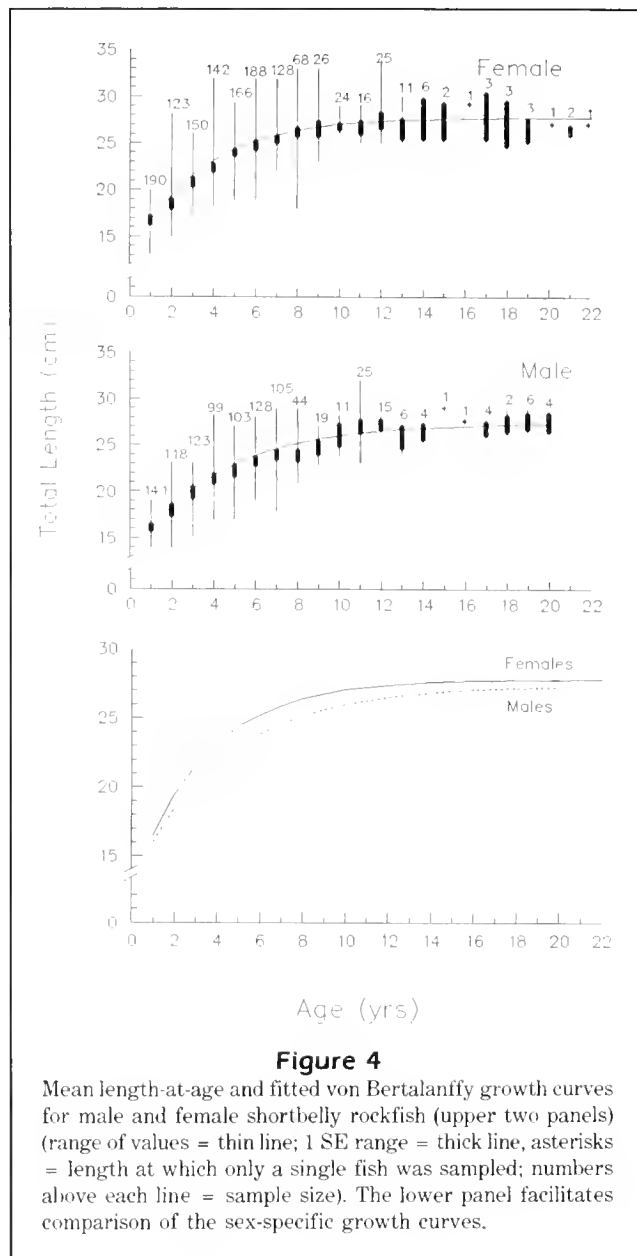 35
30
25
20
15
0
Female
190 123 150 142 166 188 128 68 26 24 16 25 11 6 2 1 3 3 3 1 2 1
0 2 4 6 8 10 12 14 16 18 20 22
Total Length (cm)
35
30
25
20
15
0
Male
141 118 123 99 103 128 105 44 19 11 25 15 6 4 1 1 4 2 6 4
0 2 4 6 8 10 12 14 16 18 20 22
30
25
20
15
0
Females
Males
0 2 4 6 8 10 12 14 16 18 20 22
Age (yrs)
Figure 4
Mean length-at-age and fitted von Bertalanffy growth curves
for male and female shortbelly rockfish (upper two panels)
(range of values = thin line; 1 SE range = thick line, asterisks
= length at which only a single fish was sampled; numbers
above each line = sample size). The lower panel facilitates
comparison of the sex-specific growth curves.